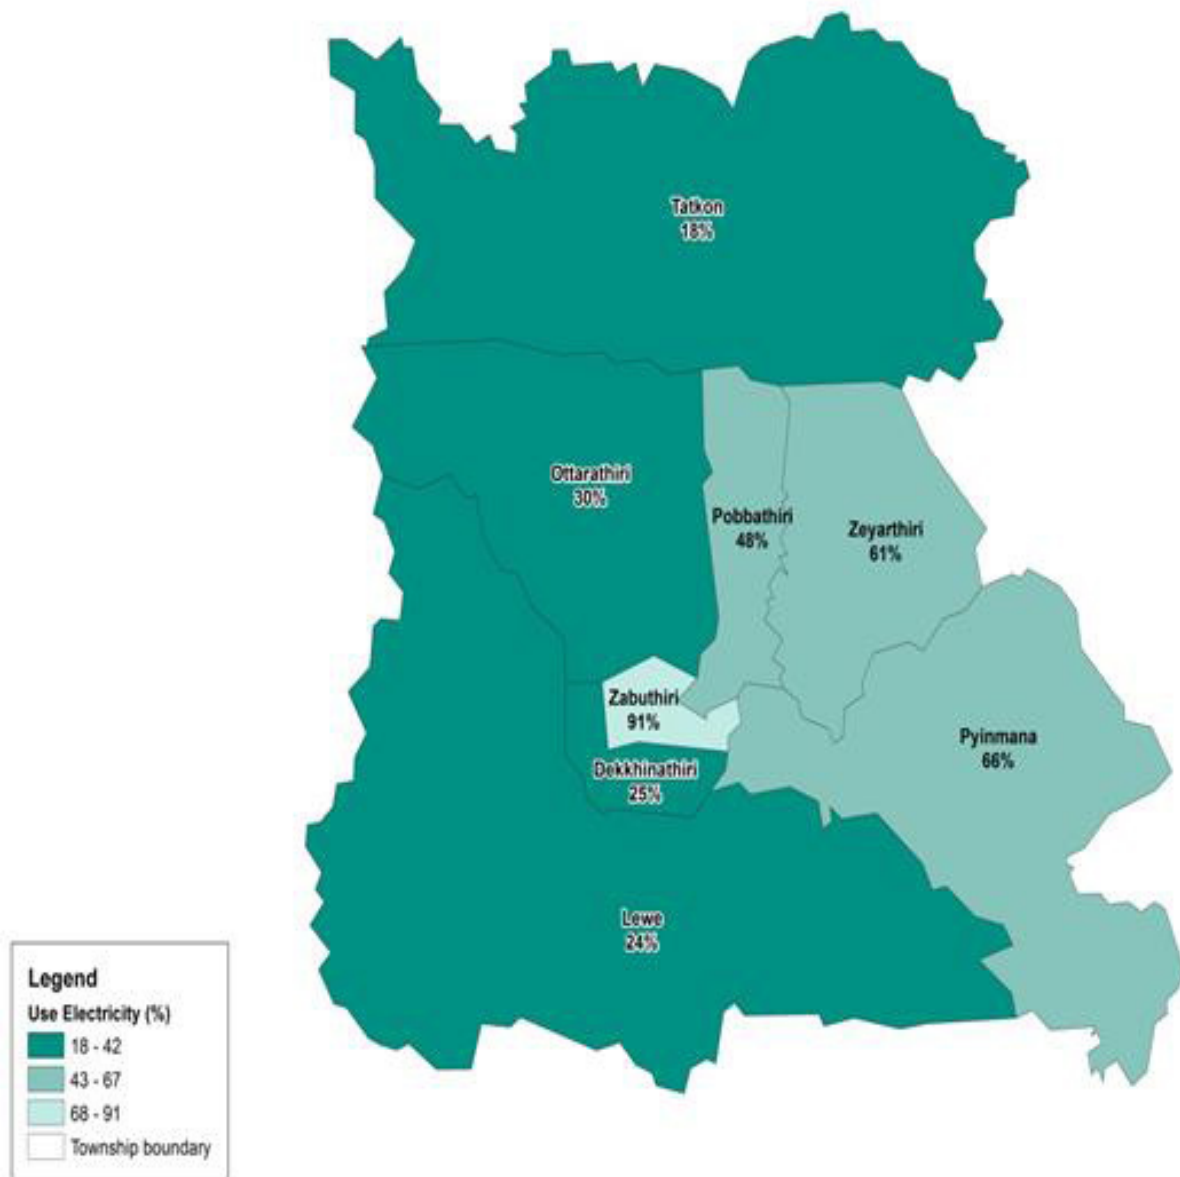 Tatkon
18%
Ottarathiri
30%
Pobbathiri
48%
Zeyarthiri
61%
Zabuthiri
91%
Pyinmana
66%
Dekkhinathiri
25%
Lewe
24%
Legend
Use Electricity (%)
18 - 42
43 - 67
68 - 91
Township boundary